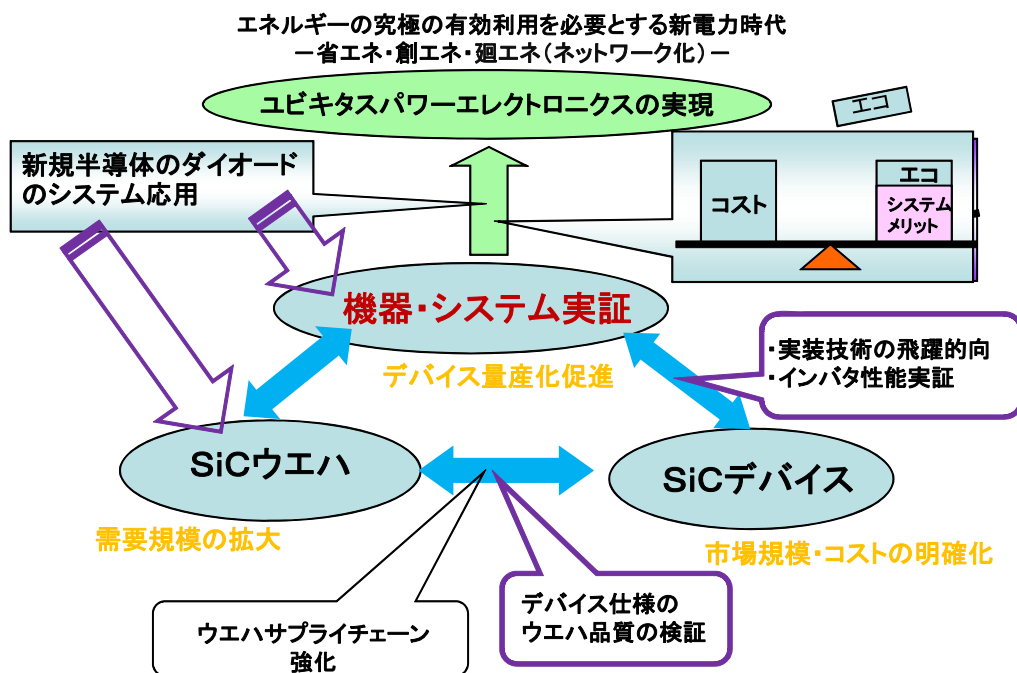 エネルギーの究極の有効利用を必要とする新電力時代
－省エネ・創エネ・廻エネ（ネットワーク化）－
ユビキタスパワーエレクトロニクスの実現
エコ
新規半導体のダイオード
のシステム応用
コスト
エコ
システム
メリット
機器・システム実証
・実装技術の飛躍的向
・インバタ性能実証
デバイス量産化促進
SiCウエハ
SiCデバイス
需要規模の拡大
市場規模・コストの明確化
デバイス仕様の
ウエハ品質の検証
ウエハサプライチェーン
強化